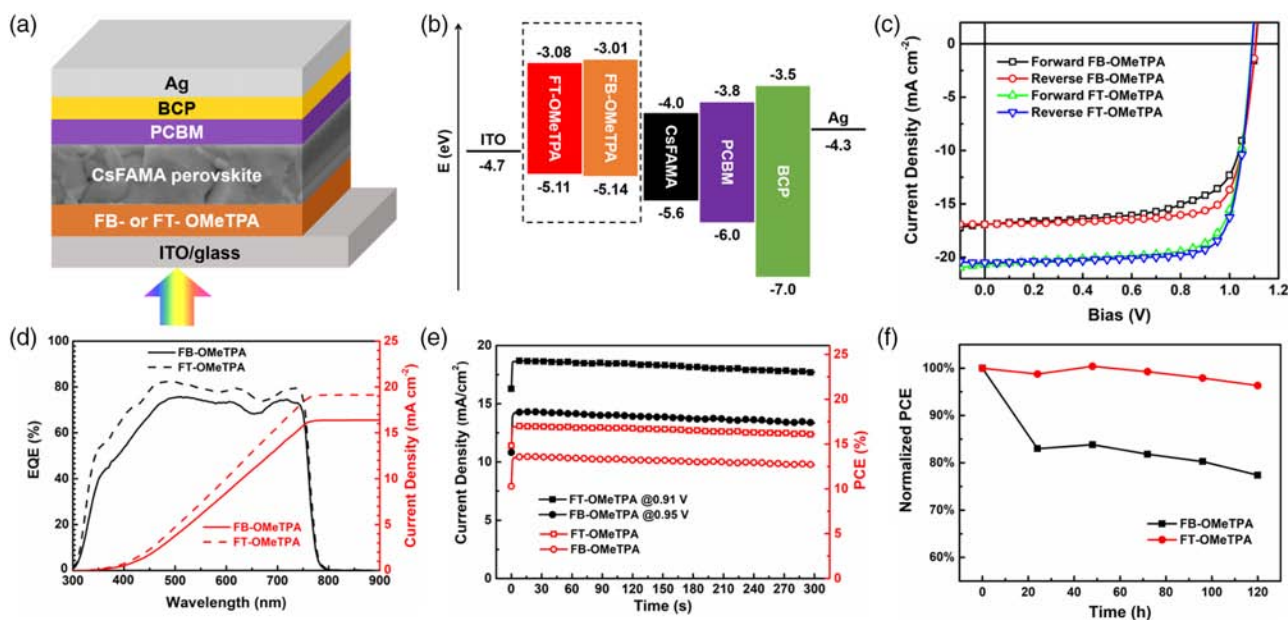 (a)
Ag
BCP
PCBM
CsFAMA perovskite
FB- or FT- OMeTPA
ITO/glass
(b)
E (eV)
ITO
-4.7
-3.08
FT-OMeTPA
-5.11
-3.01
FB-OMeTPA
-5.14
-4.0
CsFAMA
-5.6
-3.8
PCBM
-6.0
-3.5
BCP
-7.0
Ag
-4.3
(c)
Current Density (mA cm-2)
0
-5
-10
-15
-20
Forward FB-OMeTPA
Reverse FB-OMeTPA
Forward FT-OMeTPA
Reverse FT-OMeTPA
0.0 0.2 0.4 0.6 0.8 1.0 1.2
Bias (V)
(d)
EQE (%)
100
80
60
40
20
0
FB-OMeTPA
FT-OMeTPA
FB-OMeTPA
FT-OMeTPA
25
20
15
10
5
0
Current Density (mA cm-2)
300 400 500 600 700 800 900
Wavelength (nm)
(e)
Current Density (mA/cm2)
20
15
10
5
0
FT-OMeTPA @0.91 V
FB-OMeTPA @0.95 V
FT-OMeTPA
FB-OMeTPA
25
20
15
10
5
0
PCE (%)
0 30 60 90 120 150 180 210 240 270 300
Time (s)
(f)
Normalized PCE
100%
90%
80%
70%
60%
FB-OMeTPA
FT-OMeTPA
0 20 40 60 80 100 120
Time (h)